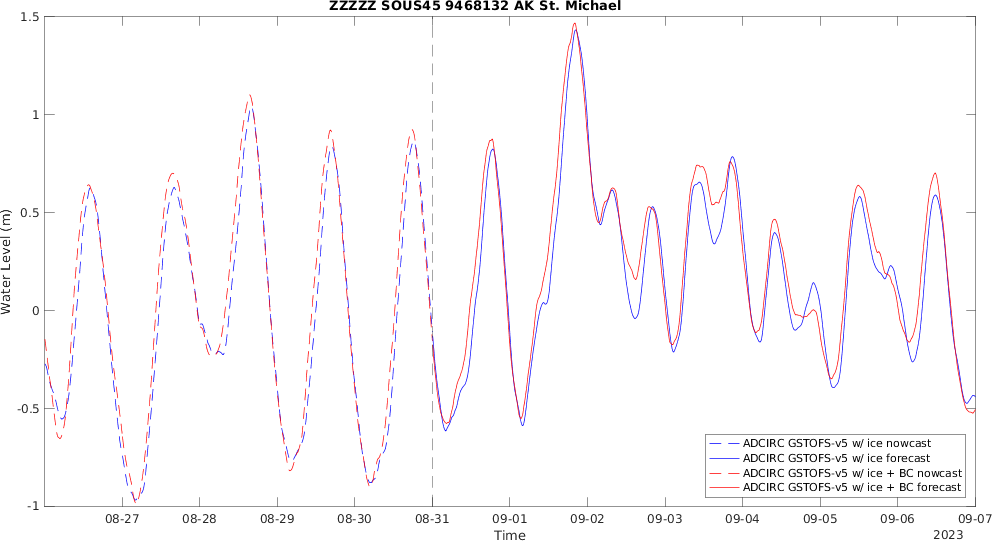 ZZZZZ SOUS45 9468132 AK St. Michael
1.5
1
0.5
0
-0.5
-1
Water Level (m)
08-27 08-28 08-29 08-30 08-31 09-01 09-02 09-03 09-04 09-05 09-06 09-07
Time
2023
ADCIRC GSTOFS-v5 w/ ice nowcast
ADCIRC GSTOFS-v5 w/ ice forecast
ADCIRC GSTOFS-v5 w/ ice + BC nowcast
ADCIRC GSTOFS-v5 w/ ice + BC forecast